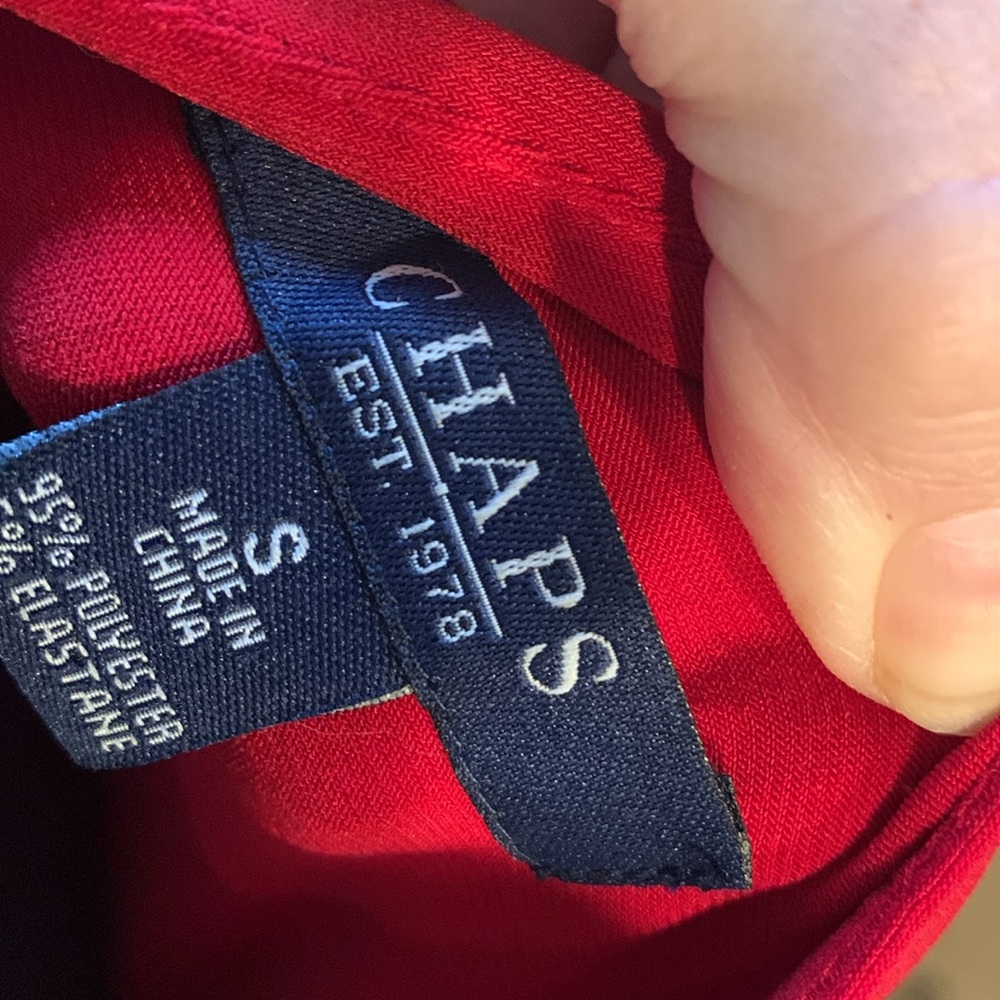 CHAPS
EST. 1978
S
MADE IN
CHINA
95% POLYESTER
% ELASTANE